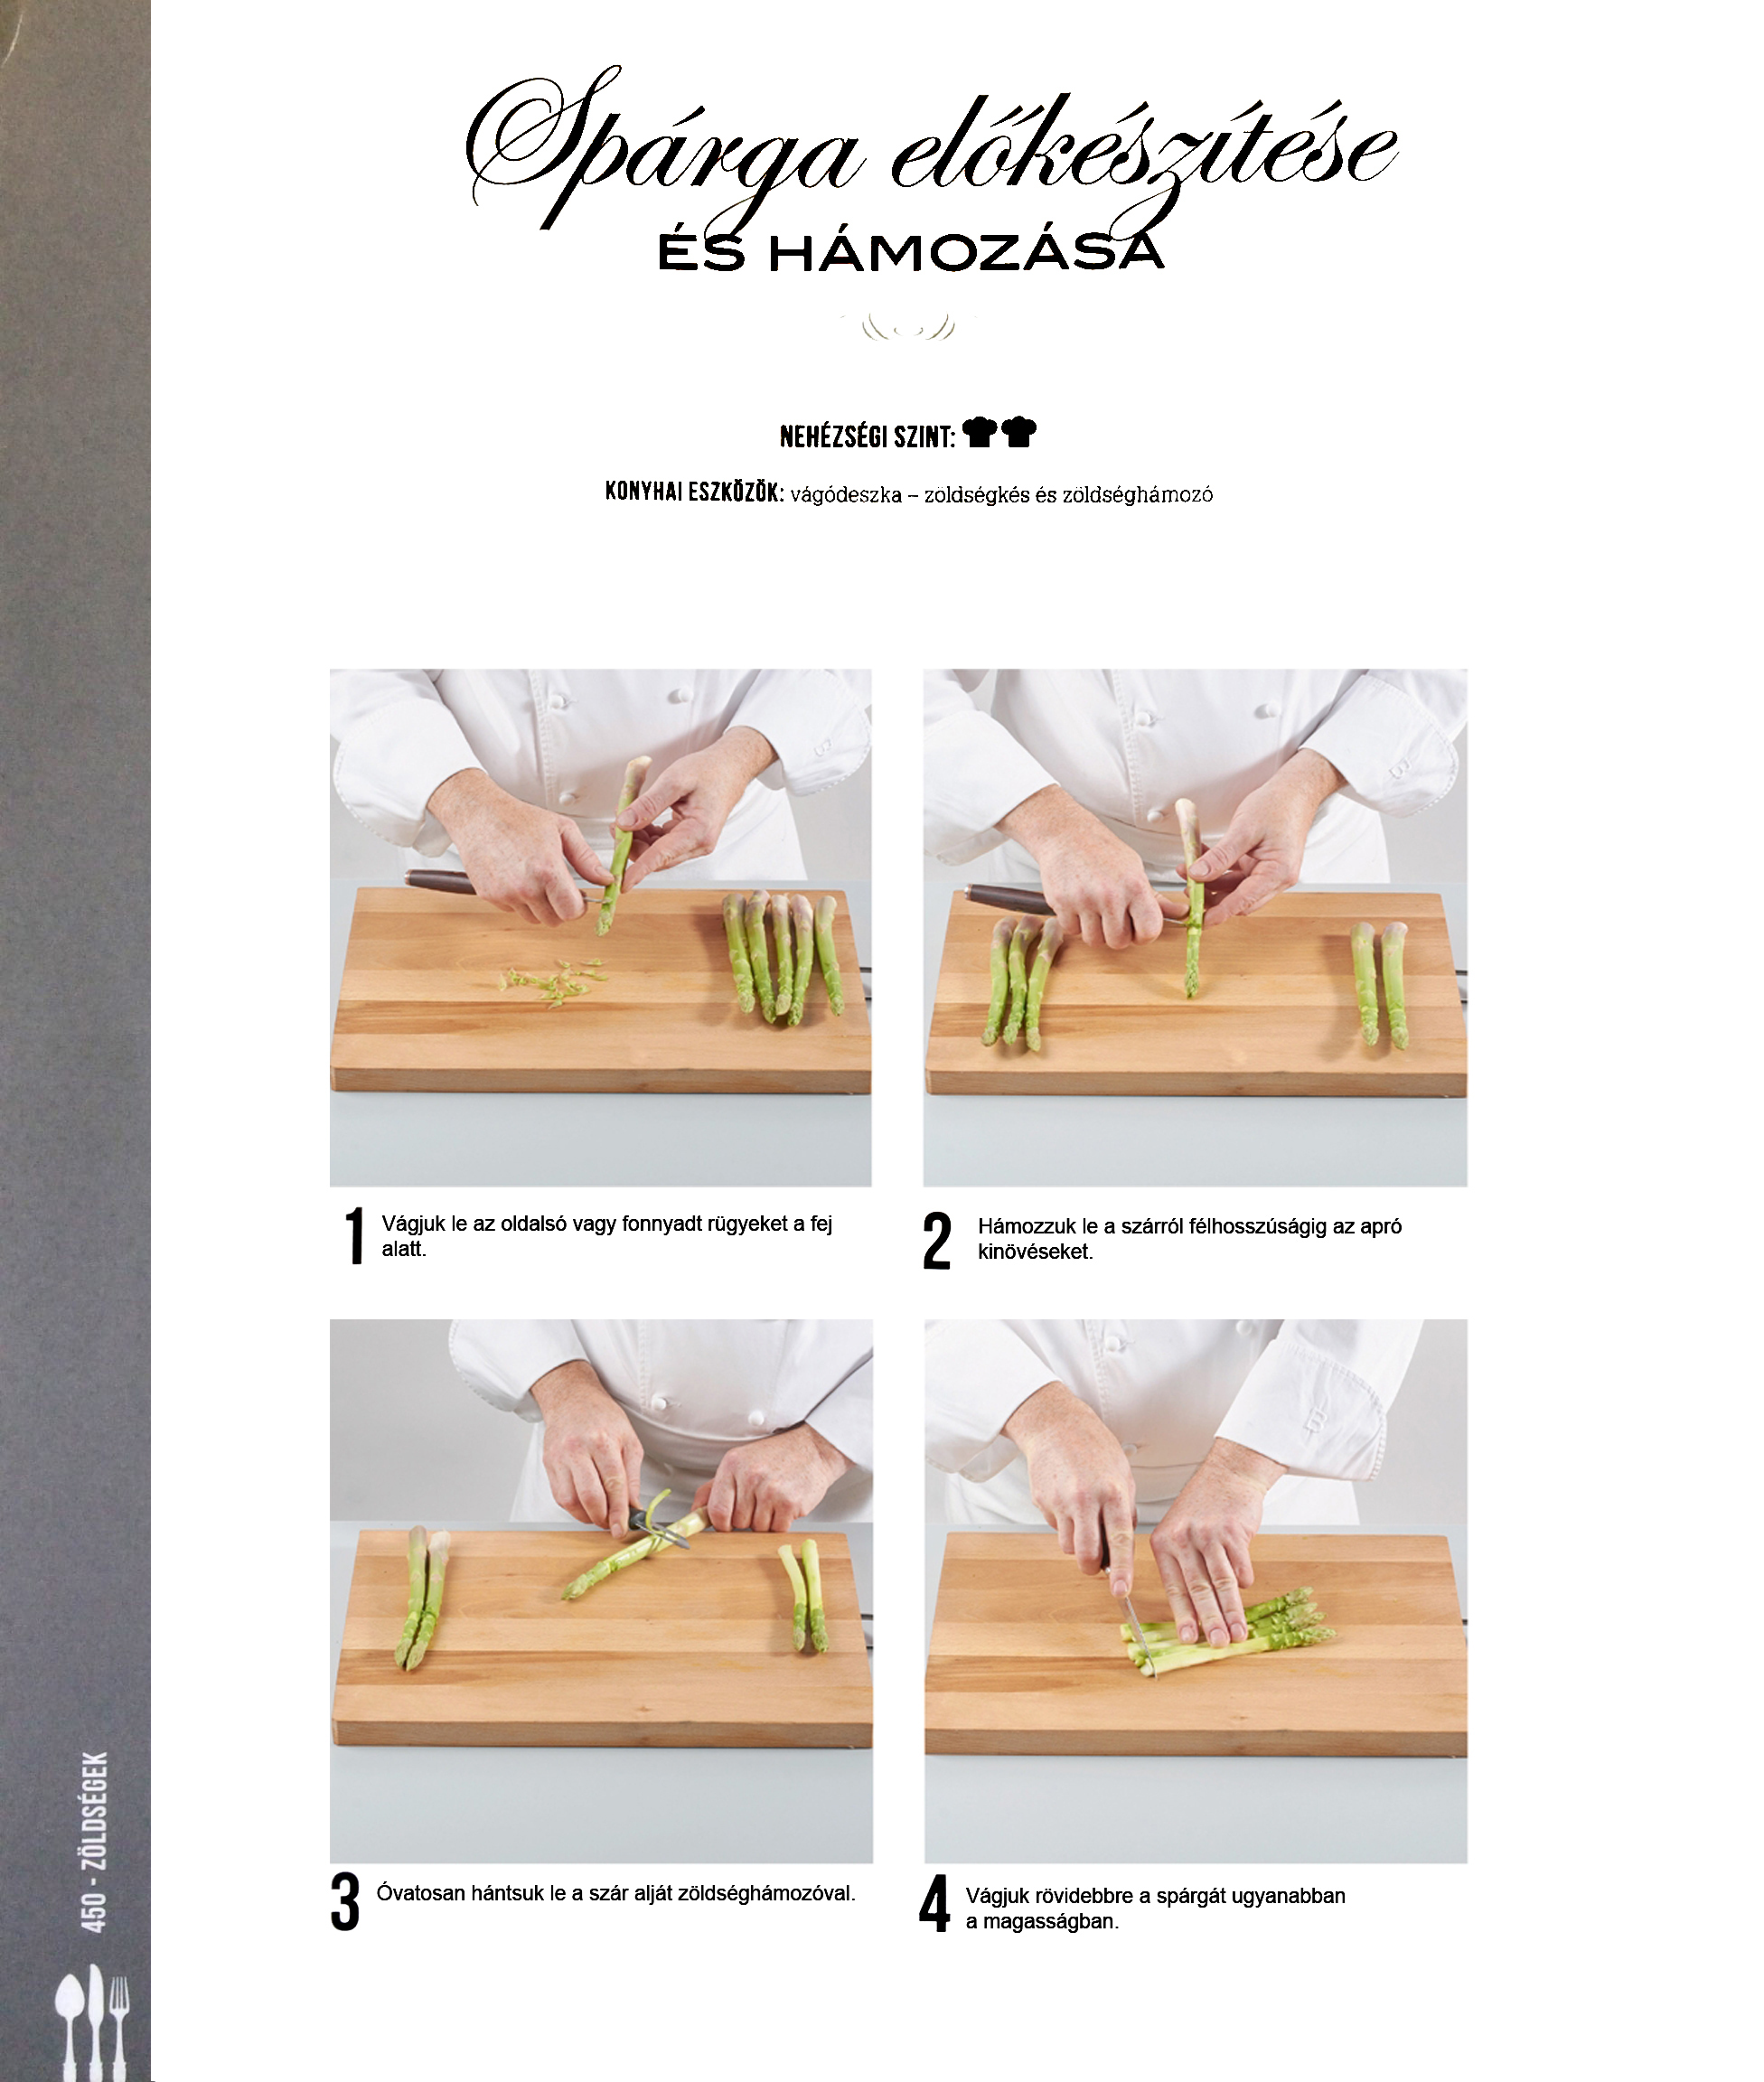 Spárga előkészítése
ÉS HÁMOZÁSA
NEHÉZSÉGI SZINT:
KONYHAI ESZKÖZÖK: vágódeszka – zöldségkés és zöldséghámozó
1 Vágjuk le az oldalsó vagy fonnyadt rügyeket a fej
alatt.
2 Hámozzuk le a szárról félhosszúságig az apró
kinövéseket.
3 Óvatosan hántsuk le a szár alját zöldséghámozóval.
4 Vágjuk rövidebbre a spárgát ugyanabban
a magasságban.
450 - ZÖLDSÉGEK